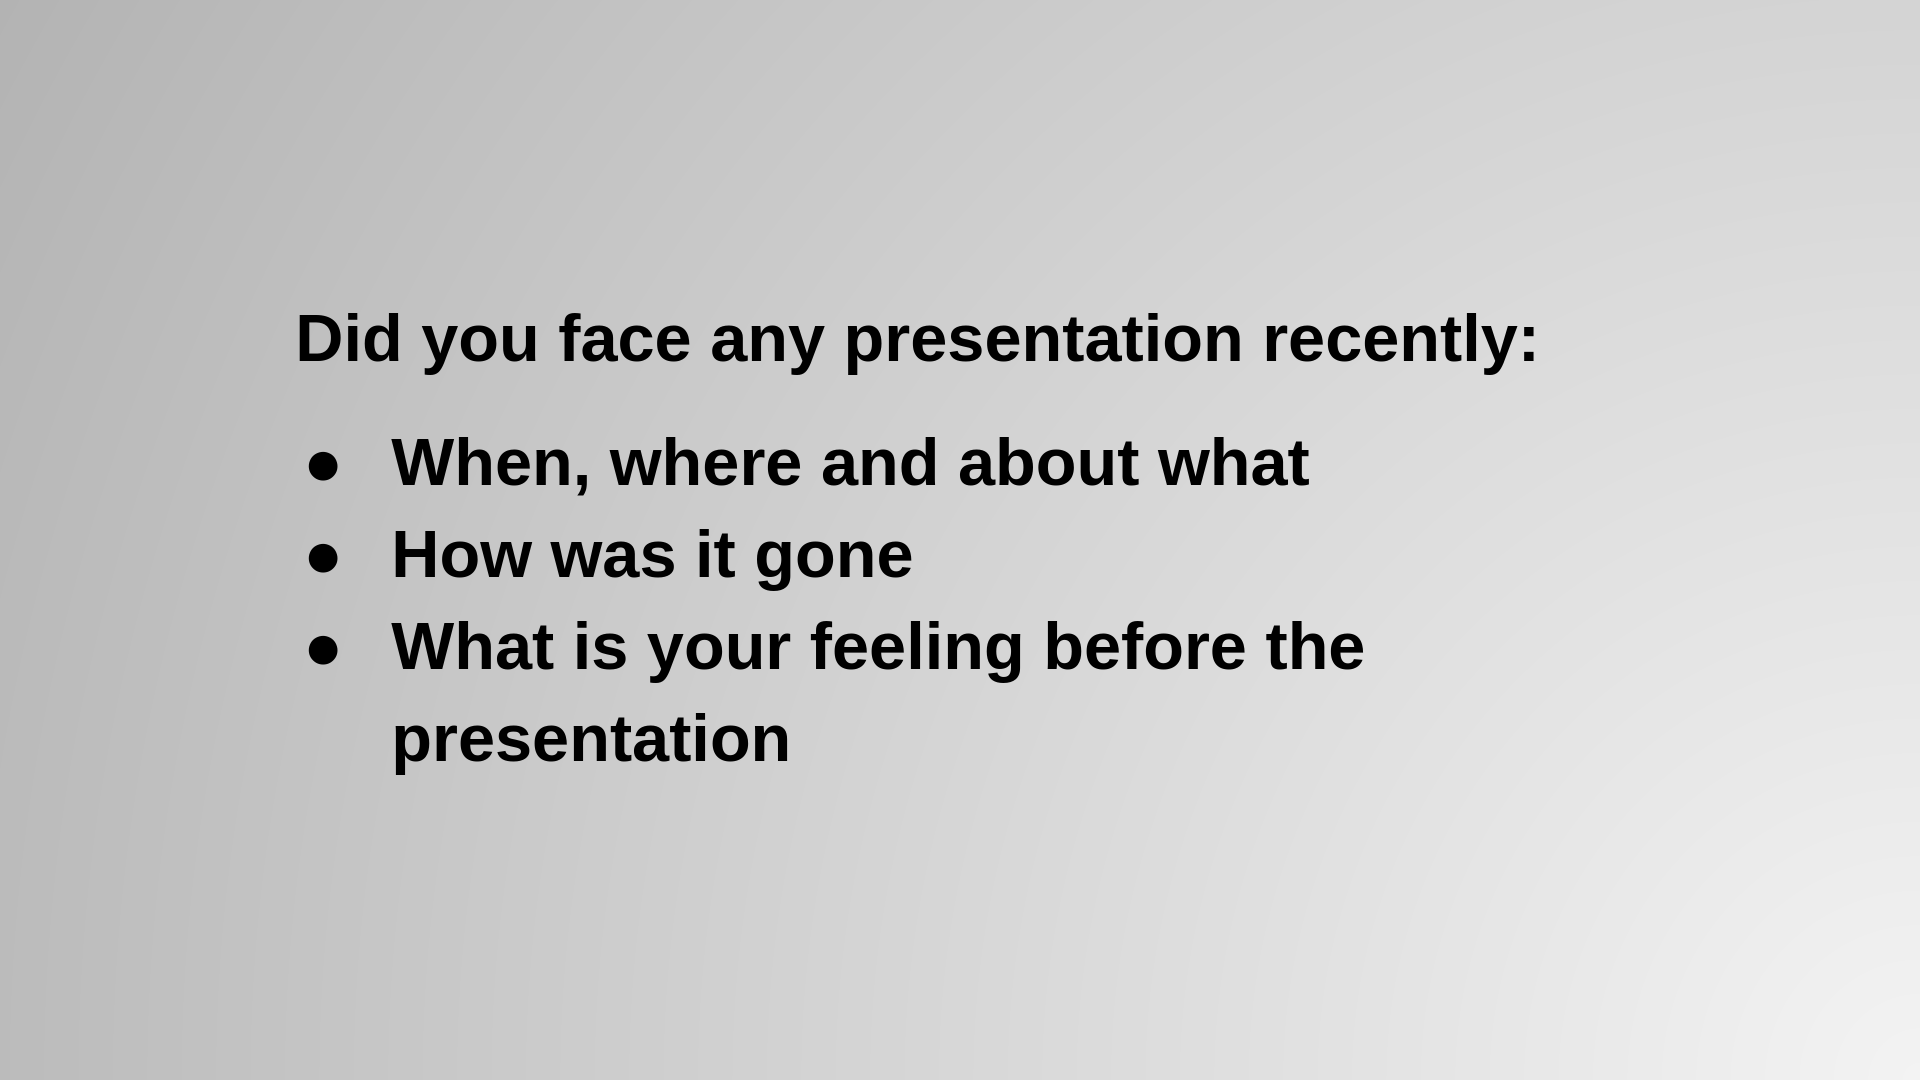 Did you face any presentation recently:
● When, where and about what
● How was it gone
● What is your feeling before the
presentation